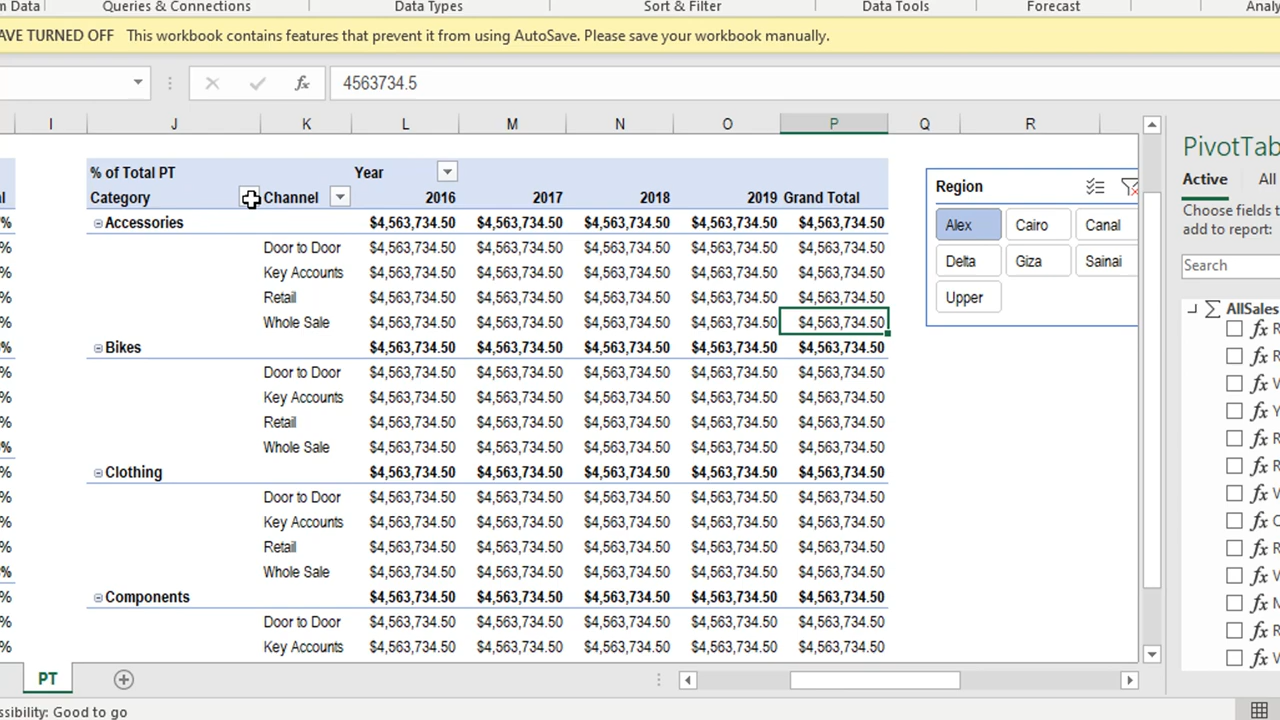 n Data Queries & Connections Data Types Sort & Filter Data Tools Forecast Analy
AVE TURNED OFF This workbook contains features that prevent it from using AutoSave. Please save your workbook manually.
fx 4563734.5
I J K L M N O P Q R
% of Total PT Year
Category Channel 2016 2017 2018 2019 Grand Total
Accessories $4,563,734.50 $4,563,734.50 $4,563,734.50 $4,563,734.50 $4,563,734.50
Door to Door $4,563,734.50 $4,563,734.50 $4,563,734.50 $4,563,734.50 $4,563,734.50
Key Accounts $4,563,734.50 $4,563,734.50 $4,563,734.50 $4,563,734.50 $4,563,734.50
Retail $4,563,734.50 $4,563,734.50 $4,563,734.50 $4,563,734.50 $4,563,734.50
Whole Sale $4,563,734.50 $4,563,734.50 $4,563,734.50 $4,563,734.50 $4,563,734.50
Bikes $4,563,734.50 $4,563,734.50 $4,563,734.50 $4,563,734.50 $4,563,734.50
Door to Door $4,563,734.50 $4,563,734.50 $4,563,734.50 $4,563,734.50 $4,563,734.50
Key Accounts $4,563,734.50 $4,563,734.50 $4,563,734.50 $4,563,734.50 $4,563,734.50
Retail $4,563,734.50 $4,563,734.50 $4,563,734.50 $4,563,734.50 $4,563,734.50
Whole Sale $4,563,734.50 $4,563,734.50 $4,563,734.50 $4,563,734.50 $4,563,734.50
Clothing $4,563,734.50 $4,563,734.50 $4,563,734.50 $4,563,734.50 $4,563,734.50
Door to Door $4,563,734.50 $4,563,734.50 $4,563,734.50 $4,563,734.50 $4,563,734.50
Key Accounts $4,563,734.50 $4,563,734.50 $4,563,734.50 $4,563,734.50 $4,563,734.50
Retail $4,563,734.50 $4,563,734.50 $4,563,734.50 $4,563,734.50 $4,563,734.50
Whole Sale $4,563,734.50 $4,563,734.50 $4,563,734.50 $4,563,734.50 $4,563,734.50
Components $4,563,734.50 $4,563,734.50 $4,563,734.50 $4,563,734.50 $4,563,734.50
Door to Door $4,563,734.50 $4,563,734.50 $4,563,734.50 $4,563,734.50 $4,563,734.50
Key Accounts $4,563,734.50 $4,563,734.50 $4,563,734.50 $4,563,734.50 $4,563,734.50
Region
Alex Cairo Canal
Delta Giza Sainai
Upper
PivotTab
Active All
Choose fields t
add to report:
Search
AllSales
PT
ssibility: Good to go